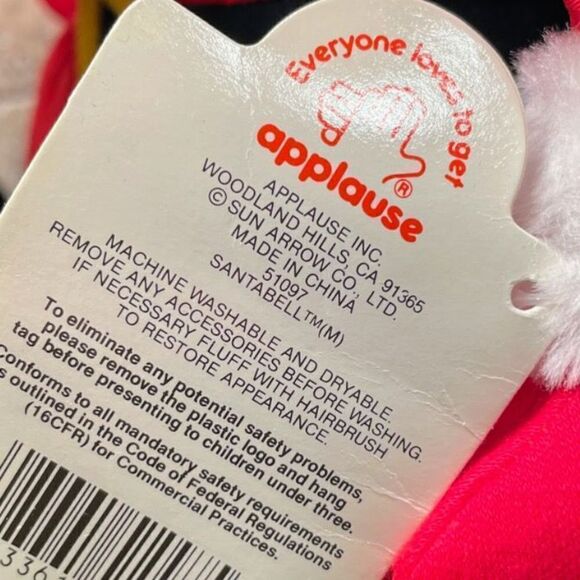 Everyone loves to get
applause®
APPLAUSE INC.
WOODLAND HILLS, CA 91365
© SUN ARROW CO., LTD.
MADE IN CHINA
51097
SANTABELL™(M)
MACHINE WASHABLE AND DRYABLE.
REMOVE ANY ACCESSORIES BEFORE WASHING.
IF NECESSARY FLUFF WITH HAIRBRUSH
TO RESTORE APPEARANCE.
To eliminate any potential safety problems,
please remove the plastic logo and hang
tag before presenting to children under three.
Conforms to all mandatory safety requirements
as outlined in the Code of Federal Regulations
(16CFR) for Commercial Practices.
336